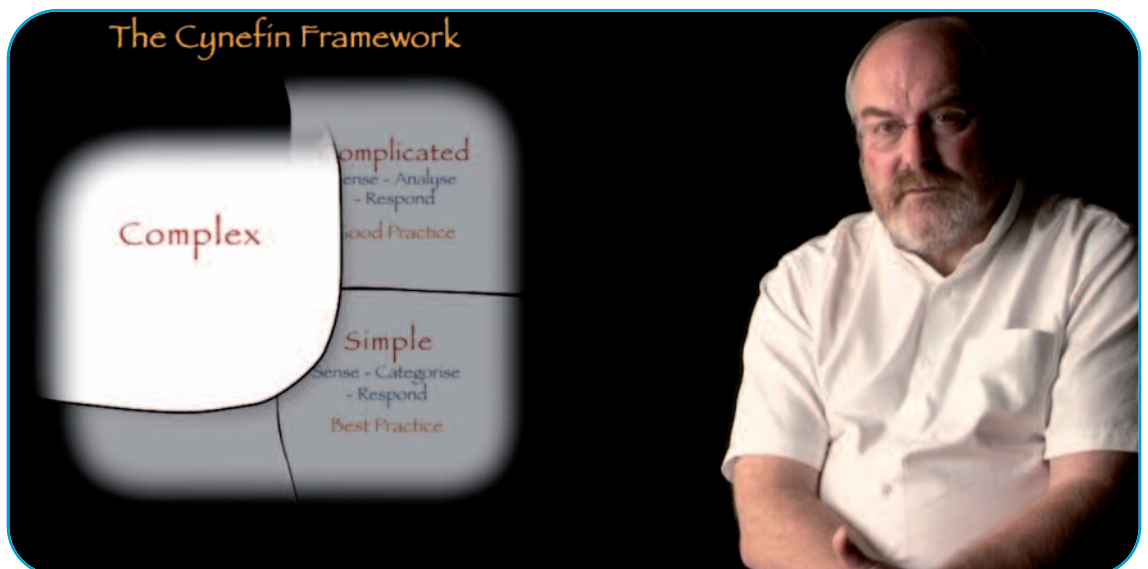 The Cynefin Framework
Complex
omplicated
ense - Analyse
- Respond
ood Practice
Simple
Sense - Categorise
- Respond
Best Practice